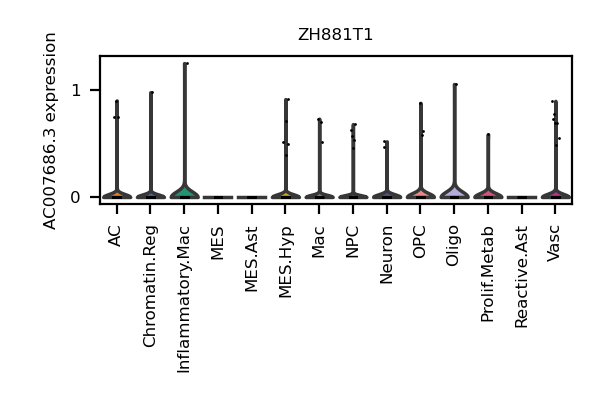 ZH881T1
AC007686.3 expression
1
0
AC
Chromatin.Reg
Inflammatory.Mac
MES
MES.Ast
MES.Hyp
Mac
NPC
Neuron
OPC
Oligo
Prolif.Metab
Reactive.Ast
Vasc